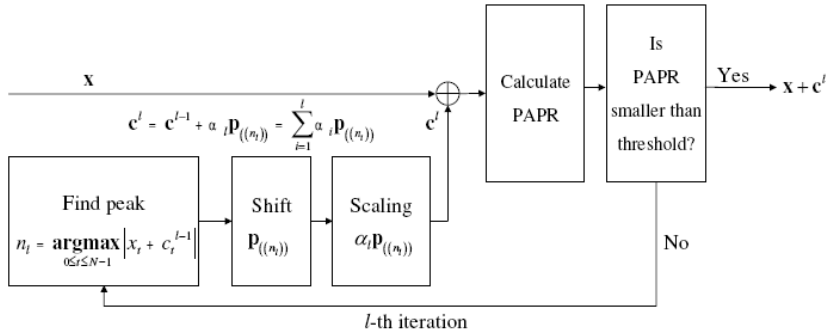 x
c^l = c^{l-1} + α_l p_{((n_l))} = \sum_{i=1}^{l} α_i p_{((n_i))}
c^l
Calculate
PAPR
Is
PAPR
smaller than
threshold?
Yes
x + c^l
Find peak
n_l = argmax_{0≤t≤N-1} |x_t + c_t^{l-1}|
Shift
p_{((n_l))}
Scaling
α_l p_{((n_l))}
No
l-th iteration